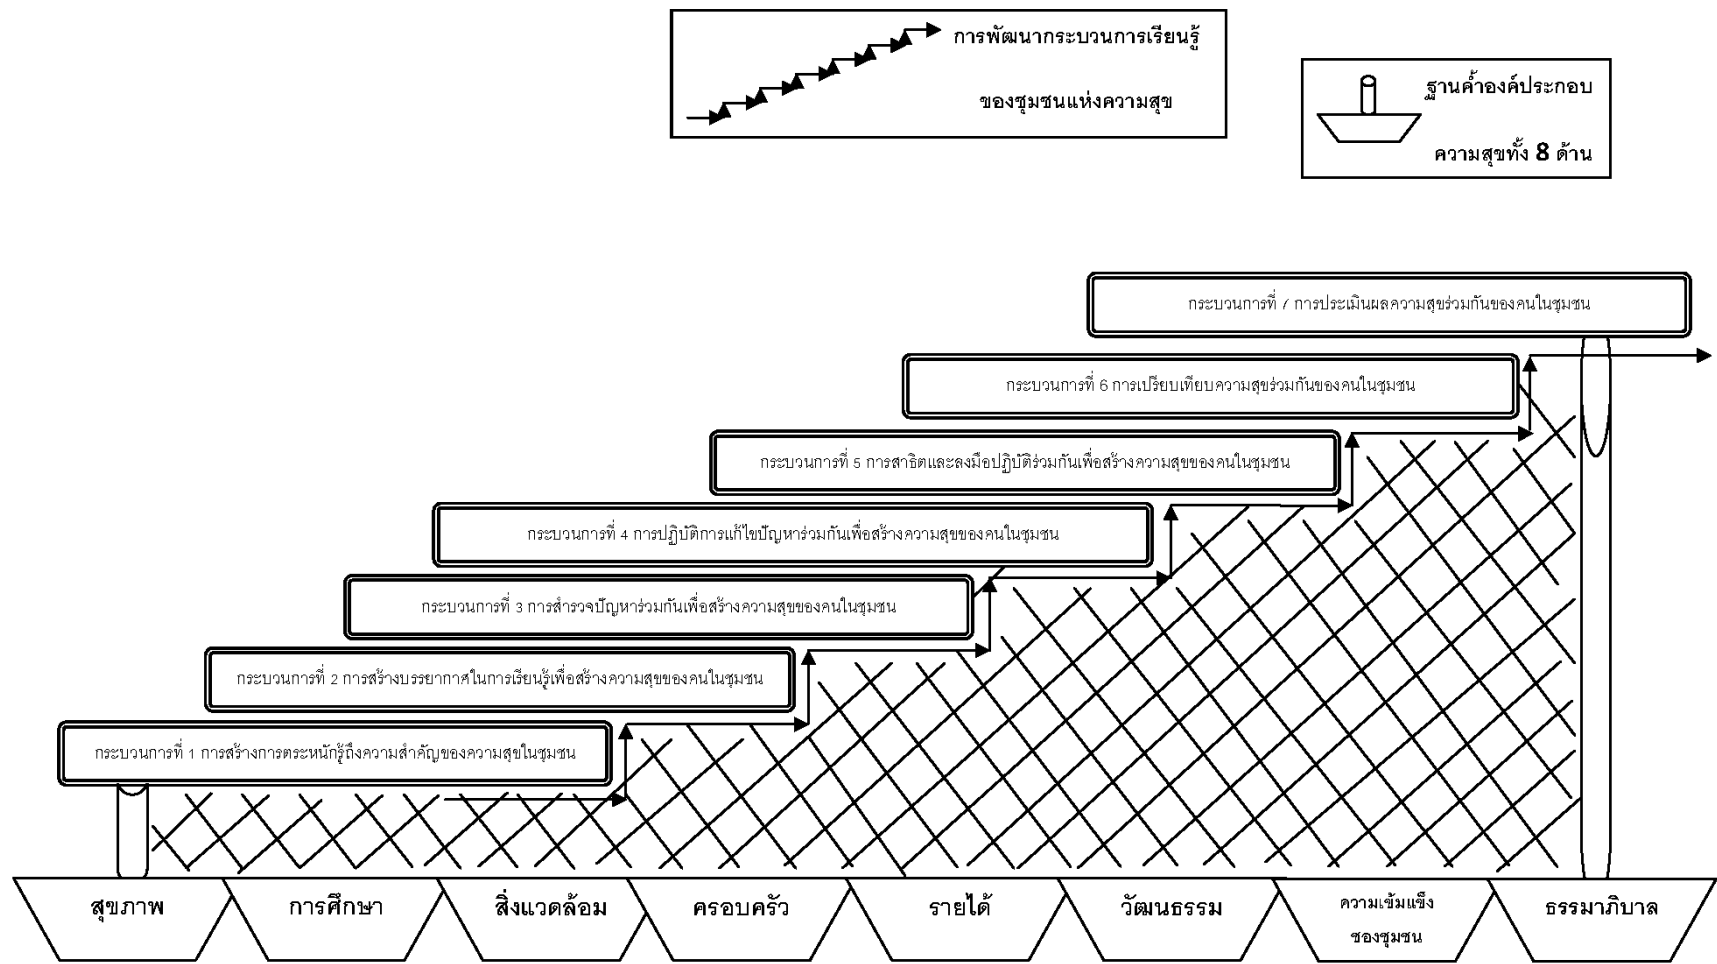 การพัฒนากระบวนการเรียนรู้
ของชุมชนแห่งความสุข
ฐานค้ำองค์ประกอบ
ความสุขทั้ง 8 ด้าน
กระบวนการที่ 7 การประเมินผลความสุขร่วมกันของคนในชุมชน
กระบวนการที่ 6 การเปรียบเทียบความสุขร่วมกันของคนในชุมชน
กระบวนการที่ 5 การสาธิตและลงมือปฏิบัติร่วมกันเพื่อสร้างความสุขของคนในชุมชน
กระบวนการที่ 4 การปฏิบัติการแก้ไขปัญหาร่วมกันเพื่อสร้างความสุขของคนในชุมชน
กระบวนการที่ 3 การสำรวจปัญหาร่วมกันเพื่อสร้างความสุขของคนในชุมชน
กระบวนการที่ 2 การสร้างบรรยากาศในการเรียนรู้เพื่อสร้างความสุขของคนในชุมชน
กระบวนการที่ 1 การสร้างการตระหนักรู้ถึงความสำคัญของความสุขในชุมชน
สุขภาพ
การศึกษา
สิ่งแวดล้อม
ครอบครัว
รายได้
วัฒนธรรม
ความเข้มแข็ง
ของชุมชน
ธรรมาภิบาล